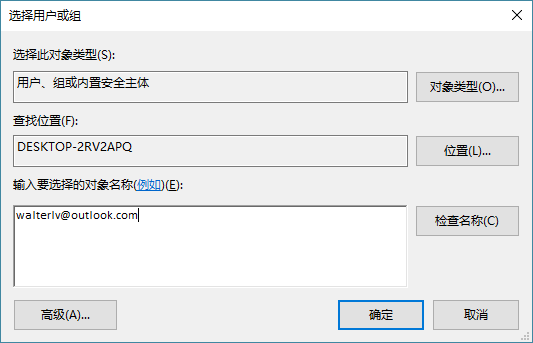 选择用户或组
选择此对象类型(S):
用户、组或内置安全主体
对象类型(O)...
查找位置(F):
DESKTOP-2RV2APQ
位置(L)...
输入要选择的对象名称(例如)(E):
walterlv@outlook.com
检查名称(C)
高级(A)...
确定
取消